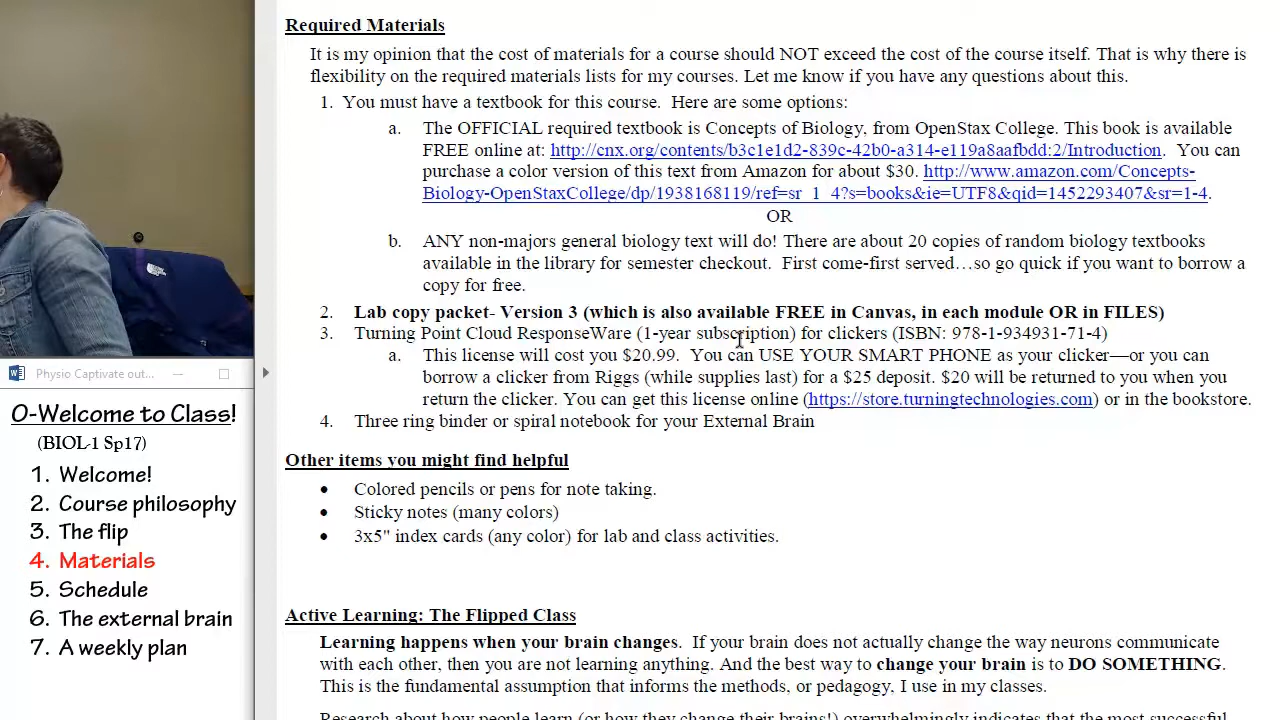 Required Materials
It is my opinion that the cost of materials for a course should NOT exceed the cost of the course itself. That is why there is
flexibility on the required materials lists for my courses. Let me know if you have any questions about this.
1. You must have a textbook for this course. Here are some options:
a. The OFFICIAL required textbook is Concepts of Biology, from OpenStax College. This book is available
FREE online at: http://cnx.org/contents/b3c1e1d2-839c-42b0-a314-e119a8aafbdd:2/Introduction. You can
purchase a color version of this text from Amazon for about $30. http://www.amazon.com/Concepts-
Biology-OpenStaxCollege/dp/1938168119/ref=sr_1_4?s=books&ie=UTF8&qid=1452293407&sr=1-4.
OR
b. ANY non-majors general biology text will do! There are about 20 copies of random biology textbooks
available in the library for semester checkout. First come-first served…so go quick if you want to borrow a
copy for free.
2. Lab copy packet- Version 3 (which is also available FREE in Canvas, in each module OR in FILES)
3. Turning Point Cloud ResponseWare (1-year subscription) for clickers (ISBN: 978-1-934931-71-4)
a. This license will cost you $20.99. You can USE YOUR SMART PHONE as your clicker—or you can
borrow a clicker from Riggs (while supplies last) for a $25 deposit. $20 will be returned to you when you
return the clicker. You can get this license online (https://store.turningtechnologies.com) or in the bookstore.
4. Three ring binder or spiral notebook for your External Brain
Other items you might find helpful
• Colored pencils or pens for note taking.
• Sticky notes (many colors)
• 3x5" index cards (any color) for lab and class activities.
Active Learning: The Flipped Class
Learning happens when your brain changes. If your brain does not actually change the way neurons communicate
with each other, then you are not learning anything. And the best way to change your brain is to DO SOMETHING.
This is the fundamental assumption that informs the methods, or pedagogy, I use in my classes.
Research about how people learn (or how they change their brains!) overwhelmingly indicates that the most successful
Physio Captivate out...
0-Welcome to Class!
(BIOL-1 Sp17)
1. Welcome!
2. Course philosophy
3. The flip
4. Materials
5. Schedule
6. The external brain
7. A weekly plan